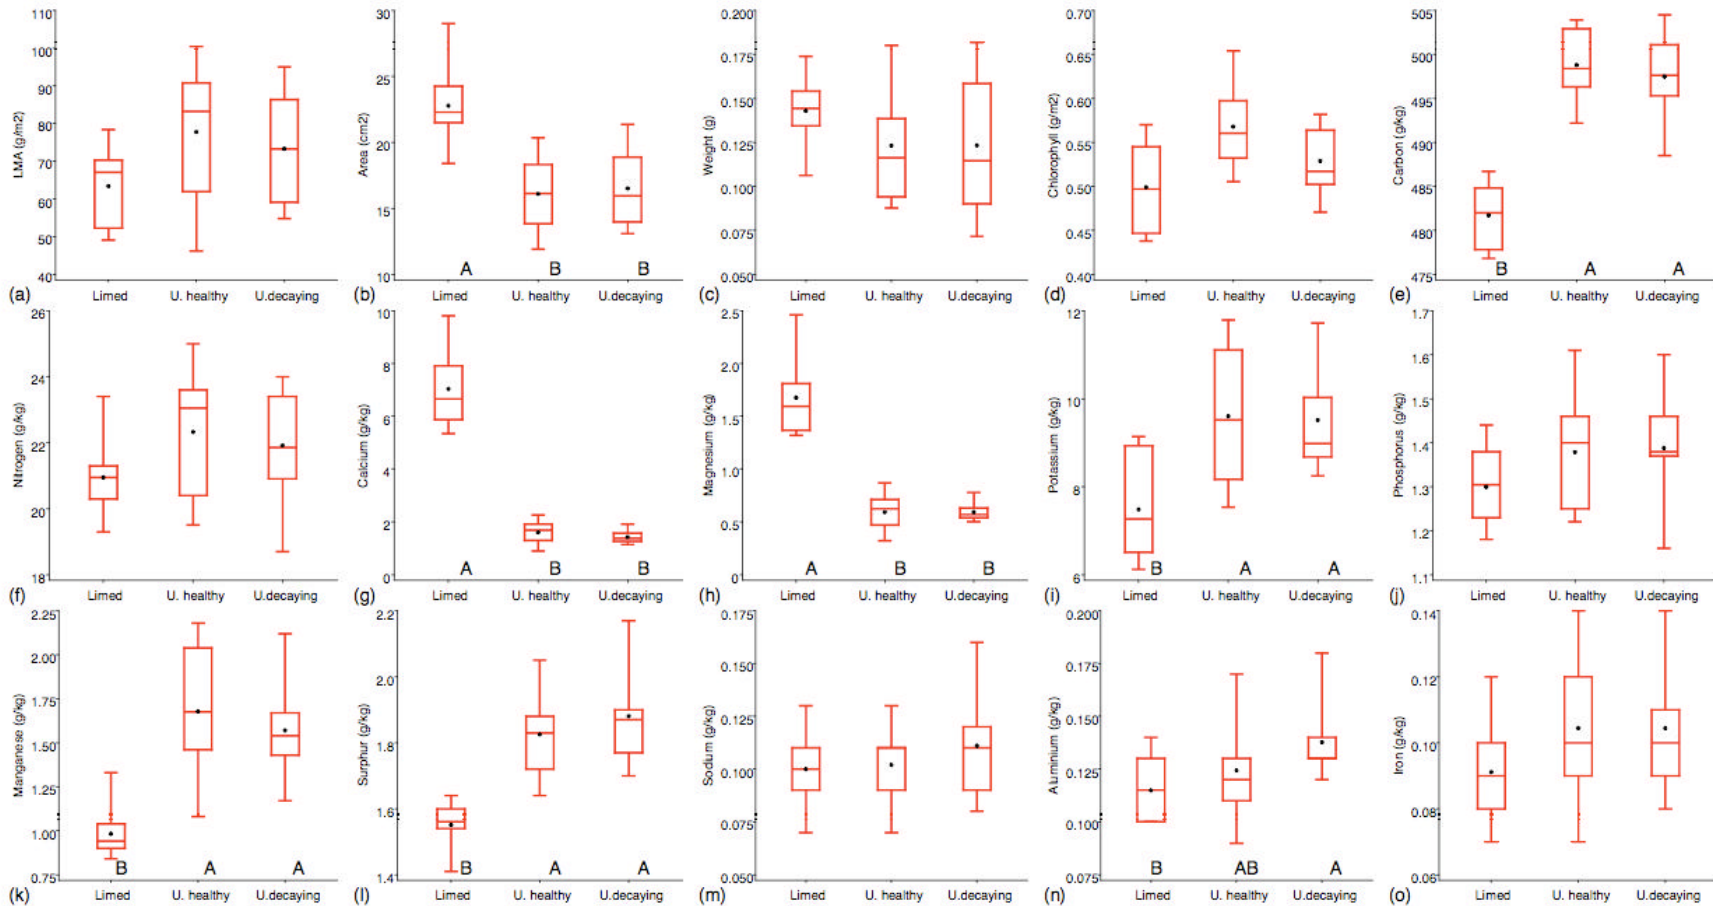 110
100
90
80
70
60
50
40
LMA (g/m2)
(a)
Limed
U. healthy
U.decaying
30
25
20
15
10
Area (cm2)
A
B
B
(b)
Limed
U. healthy
U.decaying
0.200
0.175
0.150
0.125
0.100
0.075
0.050
Weight (g)
(c)
Limed
U. healthy
U.decaying
0.70
0.60
0.55
0.50
0.45
0.40
Chlorophyll (g/m2)
(d)
Limed
U. healthy
U.decaying
505
500
495
490
485
480
475
Carbon (g/kg)
B
A
A
(e)
Limed
U. healthy
U.decaying
26
24
22
20
18
Nitrogen (g/kg)
(f)
Limed
U. healthy
U.decaying
10
8
6
4
2
0
Calcium (g/kg)
A
B
B
(g)
Limed
U. healthy
U.decaying
2.5
2.0
1.5
1.0
0.5
0
Magnesium (g/kg)
A
B
B
(h)
Limed
U. healthy
U.decaying
12
10
8
6
Potassium (g/kg)
B
A
A
(i)
Limed
U. healthy
U.decaying
1.7
1.6
1.5
1.4
1.3
1.2
1.1
Phosphorus (g/kg)
(j)
Limed
U. healthy
U.decaying
2.25
2.00
1.75
1.50
1.25
1.00
0.75
Manganese (g/kg)
B
A
A
(k)
Limed
U. healthy
U.decaying
2.2
2.0
1.8
1.6
1.4
Surphur (g/kg)
B
A
A
(l)
Limed
U. healthy
U.decaying
0.175
0.150
0.125
0.100
0.075
0.050
Sodium (g/kg)
(m)
Limed
U. healthy
U.decaying
0.200
0.175
0.150
0.125
0.100
0.075
Aluminium (g/kg)
B
AB
A
(n)
Limed
U. healthy
U.decaying
0.14
0.12
0.10
0.08
0.06
Iron (g/kg)
(o)
Limed
U. healthy
U.decaying